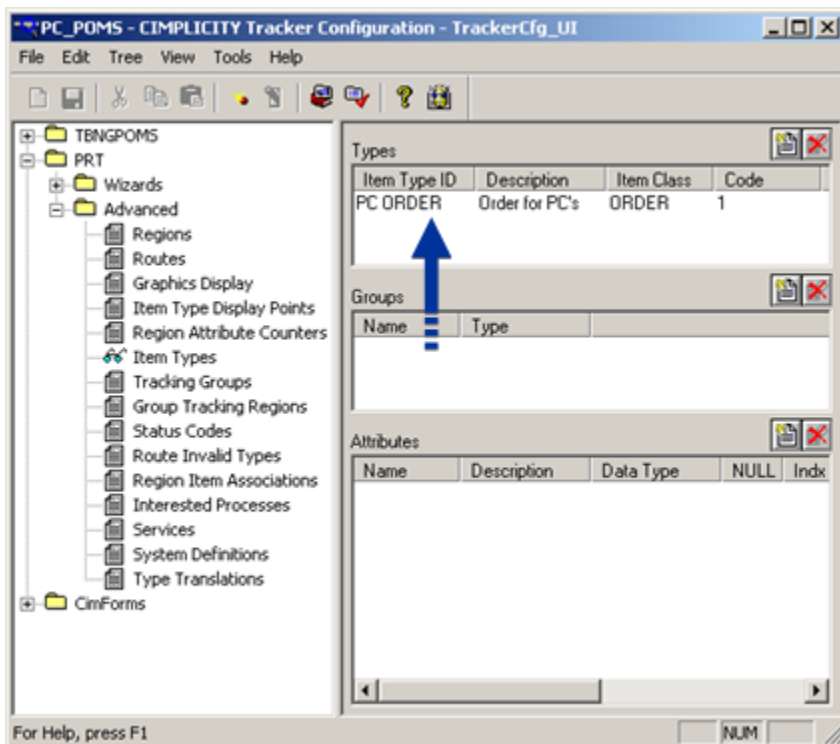 PC_POMS - CIMPLICITY Tracker Configuration - TrackerCfg_UI
File Edit Tree View Tools Help
TBNGPOMS
PRT
Wizards
Advanced
Regions
Routes
Graphics Display
Item Type Display Points
Region Attribute Counters
Item Types
Tracking Groups
Group Tracking Regions
Status Codes
Route Invalid Types
Region Item Associations
Interested Processes
Services
System Definitions
Type Translations
CimForms
Types
Item Type ID Description Item Class Code
PC ORDER Order for PC's ORDER 1
Groups
Name Type
Attributes
Name Description Data Type NULL Indx
For Help, press F1
NUM